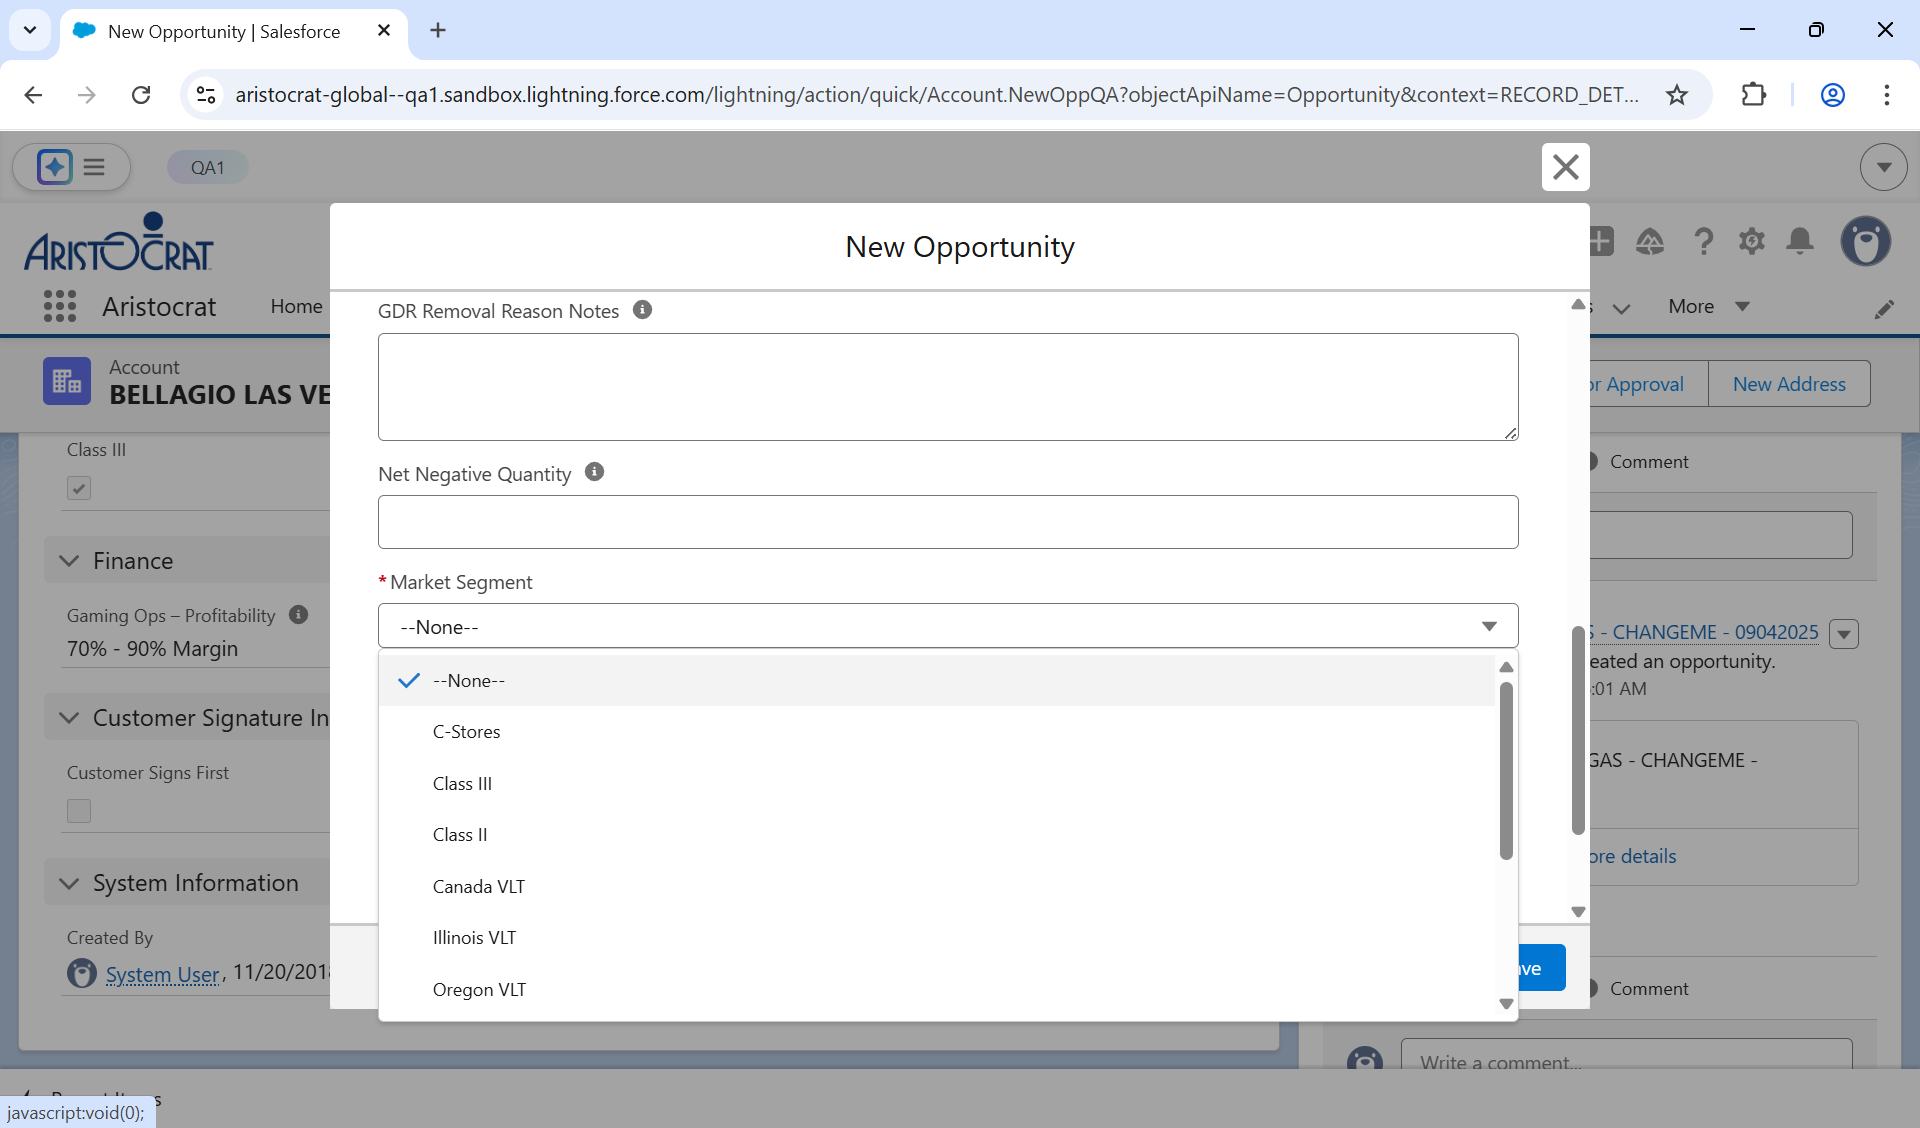 New Opportunity | Salesforce
aristocrat-global--qa1.sandbox.lightning.force.com/lightning/action/quick/Account.NewOppQA?objectApiName=Opportunity&context=RECORD_DET...
QA1
ARISTOCRAT
New Opportunity
Aristocrat
Home
More
Account
BELLAGIO LAS VE
or Approval
New Address
GDR Removal Reason Notes
Class III
Comment
Net Negative Quantity
Finance
* Market Segment
Gaming Ops – Profitability
--None--
S - CHANGEME - 09042025
70% - 90% Margin
eated an opportunity.
:01 AM
--None--
Customer Signature In
C-Stores
GAS - CHANGEME -
Customer Signs First
Class III
Class II
ore details
System Information
Canada VLT
Created By
Illinois VLT
System User, 11/20/201
ve
Oregon VLT
Comment
Write a comment...
javascript:void(0);